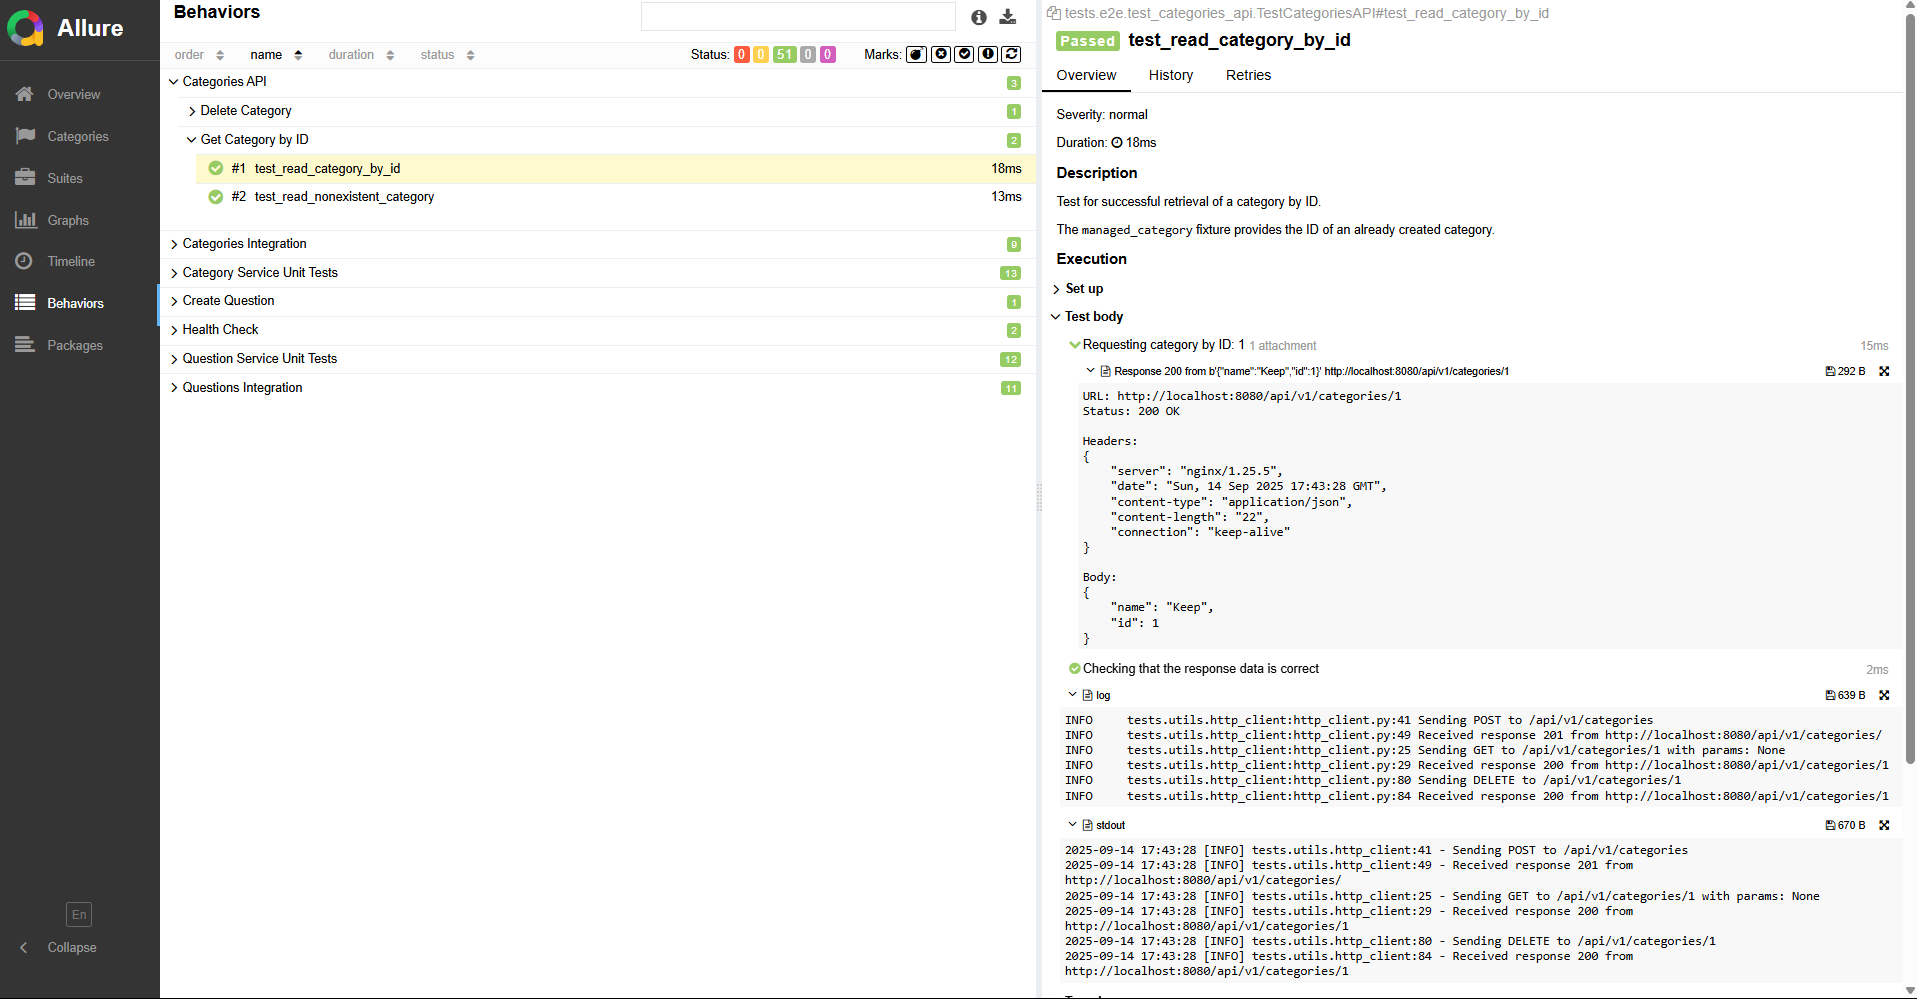 Allure
Overview
Categories
Suites
Graphs
Timeline
Behaviors
Packages
En
Collapse
Behaviors
order name duration status
Status: 0 0 51 0 0 Marks:
Categories API 3
Delete Category 1
Get Category by ID 2
#1 test_read_category_by_id 18ms
#2 test_read_nonexistent_category 13ms
Categories Integration 9
Category Service Unit Tests 13
Create Question 1
Health Check 2
Question Service Unit Tests 12
Questions Integration 11
tests.e2e.test_categories_api.TestCategoriesAPI#test_read_category_by_id
Passed test_read_category_by_id
Overview History Retries
Severity: normal
Duration: 18ms
Description
Test for successful retrieval of a category by ID.
The managed_category fixture provides the ID of an already created category.
Execution
Set up
Test body
Requesting category by ID: 1 1 attachment 15ms
Response 200 from b'{"name":"Keep","id":1}' http://localhost:8080/api/v1/categories/1 292 B
URL: http://localhost:8080/api/v1/categories/1
Status: 200 OK
Headers:
{
"server": "nginx/1.25.5",
"date": "Sun, 14 Sep 2025 17:43:28 GMT",
"content-type": "application/json",
"content-length": "22",
"connection": "keep-alive"
}
Body:
{
"name": "Keep",
"id": 1
}
Checking that the response data is correct 2ms
log 639 B
INFO tests.utils.http_client:http_client.py:41 Sending POST to /api/v1/categories
INFO tests.utils.http_client:http_client.py:49 Received response 201 from http://localhost:8080/api/v1/categories/
INFO tests.utils.http_client:http_client.py:25 Sending GET to /api/v1/categories/1 with params: None
INFO tests.utils.http_client:http_client.py:29 Received response 200 from http://localhost:8080/api/v1/categories/1
INFO tests.utils.http_client:http_client.py:80 Sending DELETE to /api/v1/categories/1
INFO tests.utils.http_client:http_client.py:84 Received response 200 from http://localhost:8080/api/v1/categories/1
stdout 670 B
2025-09-14 17:43:28 [INFO] tests.utils.http_client:41 - Sending POST to /api/v1/categories
2025-09-14 17:43:28 [INFO] tests.utils.http_client:49 - Received response 201 from
http://localhost:8080/api/v1/categories/
2025-09-14 17:43:28 [INFO] tests.utils.http_client:25 - Sending GET to /api/v1/categories/1 with params: None
2025-09-14 17:43:28 [INFO] tests.utils.http_client:29 - Received response 200 from
http://localhost:8080/api/v1/categories/1
2025-09-14 17:43:28 [INFO] tests.utils.http_client:80 - Sending DELETE to /api/v1/categories/1
2025-09-14 17:43:28 [INFO] tests.utils.http_client:84 - Received response 200 from
http://localhost:8080/api/v1/categories/1